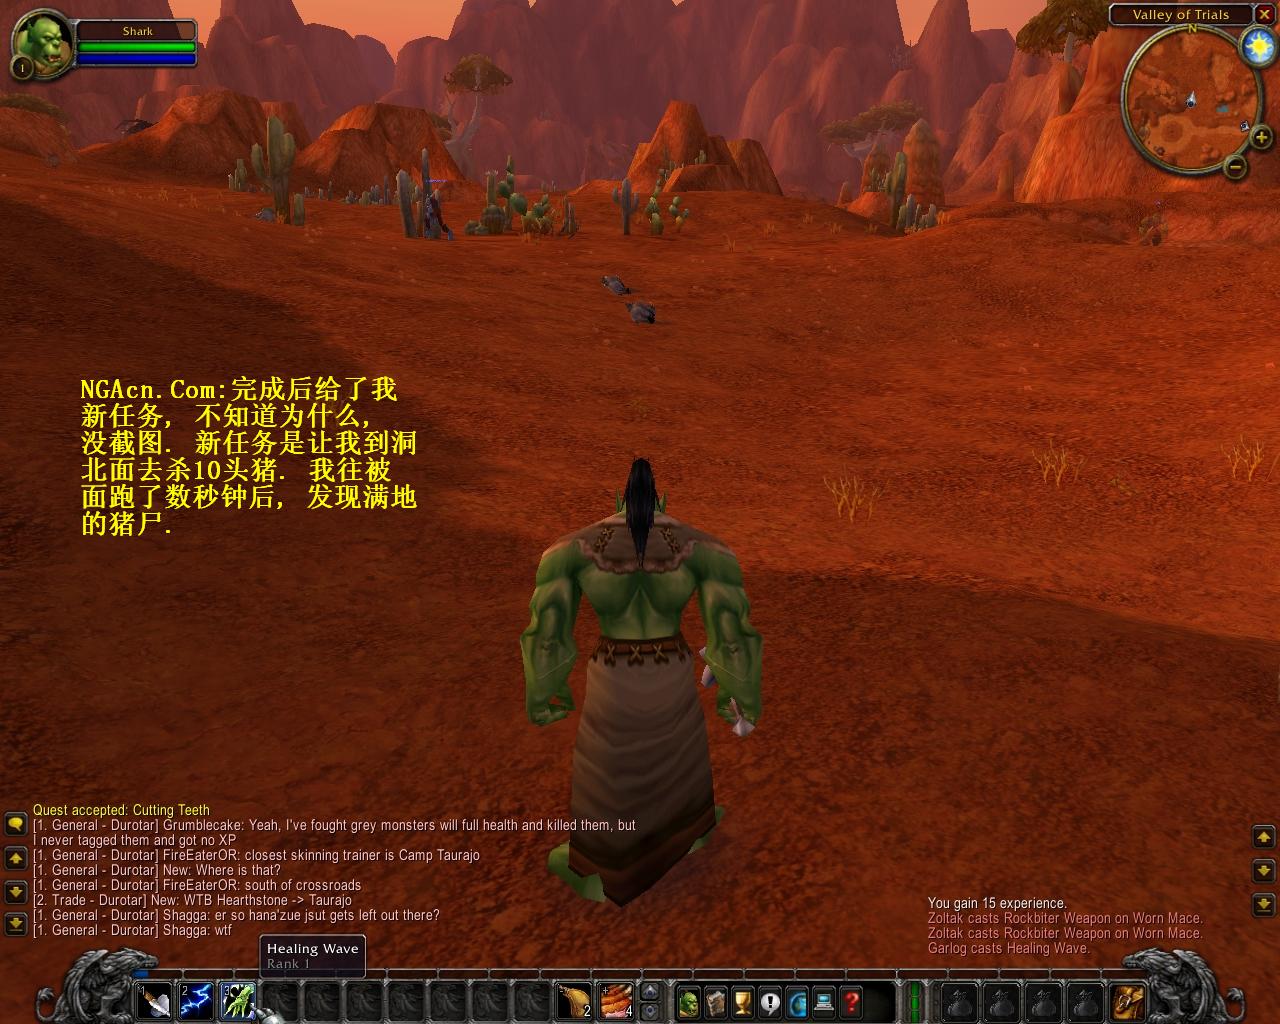 Shark
1
Valley of Trials
N
NGAcn.Com:完成后给了我
新任务, 不知道为什么,
没截图. 新任务是让我到洞
北面去杀10头猪. 我往被
面跑了数秒钟后, 发现满地
的猪尸.
Quest accepted: Cutting Teeth
[1. General - Durotar] Grumblecake: Yeah, I've fought grey monsters will full health and killed them, but
I never tagged them and got no XP
[1. General - Durotar] FireEaterOR: closest skinning trainer is Camp Taurajo
[1. General - Durotar] New: Where is that?
[1. General - Durotar] FireEaterOR: south of crossroads
[2. Trade - Durotar] New: WTB Hearthstone -> Taurajo
[1. General - Durotar] Shagga: er so hana'zue jsut gets left out there?
[1. General - Durotar] Shagga: wtf
You gain 15 experience.
Zoltak casts Rockbiter Weapon on Worn Mace.
Zoltak casts Rockbiter Weapon on Worn Mace.
Garlog casts Healing Wave.
Healing Wave
Rank 1
1 2 3 2 4